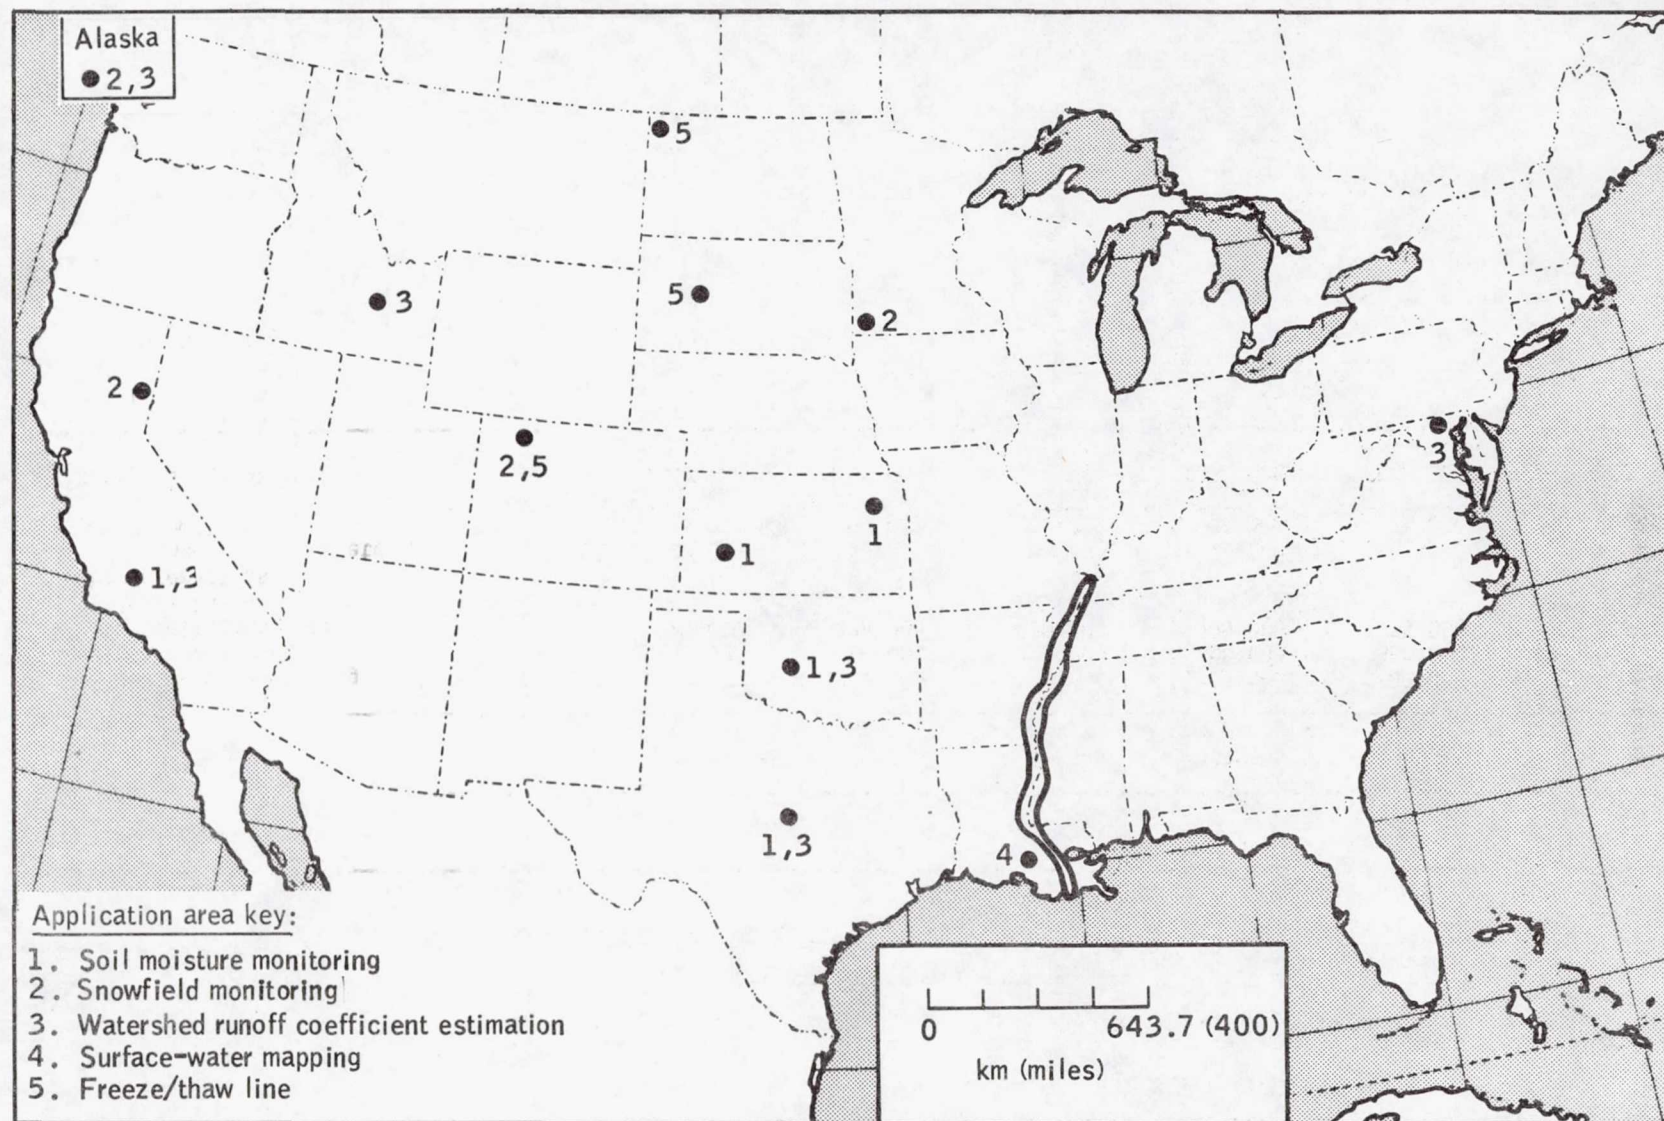 Alaska
2,3
5
3
5
2
2
2,5
3
1
1
1,3
1,3
1,3
4
Application area key:
1. Soil moisture monitoring
2. Snowfield monitoring
3. Watershed runoff coefficient estimation
4. Surface-water mapping
5. Freeze/thaw line
0 643.7 (400)
km (miles)